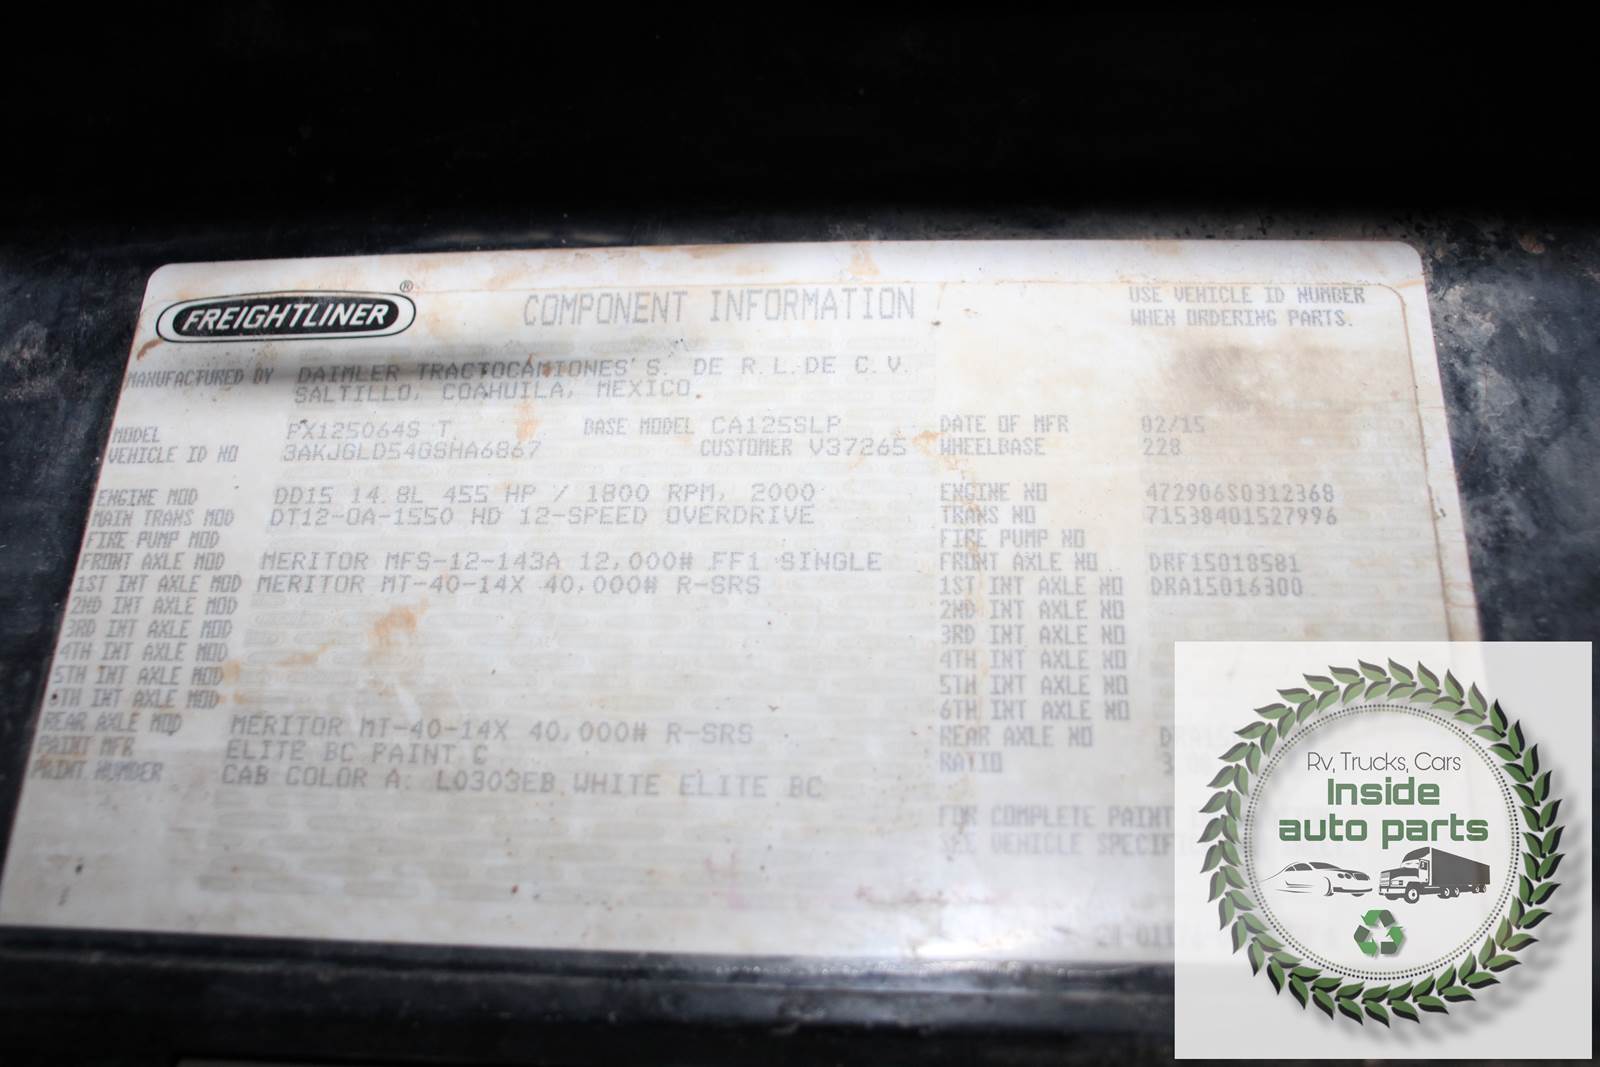 FREIGHTLINER®
COMPONENT INFORMATION
USE VEHICLE ID NUMBER
WHEN ORDERING PARTS.
MANUFACTURED BY DAIMLER TRACTOCAMIONES'S. DE R.L.DE C.V.
SALTILLO, COAHUILA, MEXICO
MODEL PX125064S T BASE MODEL CA125SLP DATE OF MFR 02/15
VEHICLE ID NO 3AKJGLD54GSHA6867 CUSTOMER V37265 WHEELBASE 228
ENGINE MOD DD15 14.8L 455 HP / 1800 RPM, 2000 ENGINE NO 472906S0312368
MAIN TRANS MOD DT12-OA-1550 HD 12-SPEED OVERDRIVE TRANS NO 71538401527996
FIRE PUMP MOD FIRE PUMP NO
FRONT AXLE MOD MERITOR MFS-12-143A 12,000# FF1 SINGLE FRONT AXLE NO DRF15018581
1ST INT AXLE MOD MERITOR MT-40-14X 40,000# R-SRS 1ST INT AXLE NO DRA15016300
2ND INT AXLE MOD 2ND INT AXLE NO
3RD INT AXLE MOD 3RD INT AXLE NO
4TH INT AXLE MOD 4TH INT AXLE NO
5TH INT AXLE MOD 5TH INT AXLE NO
6TH INT AXLE MOD 6TH INT AXLE NO
REAR AXLE MOD MERITOR MT-40-14X 40,000# R-SRS REAR AXLE NO
PAINT MFR ELITE BC PAINT C RATIO
PAINT NUMBER CAB COLOR A: L0303EB WHITE ELITE BC
FOR COMPLETE PAINT
SEE VEHICLE
Rv, Trucks, Cars
Inside
auto parts